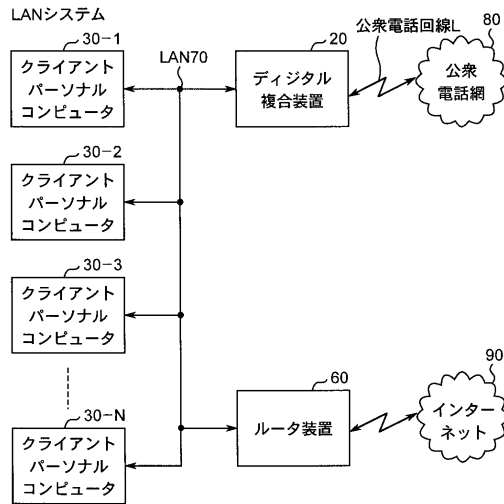 LANシステム
30-1
クライアント
パーソナル
コンピュータ
LAN70
20
ディジタル
複合装置
公衆電話回線L
80
公衆
電話網
30-2
クライアント
パーソナル
コンピュータ
30-3
クライアント
パーソナル
コンピュータ
30-N
クライアント
パーソナル
コンピュータ
60
ルータ装置
90
インター
ネット